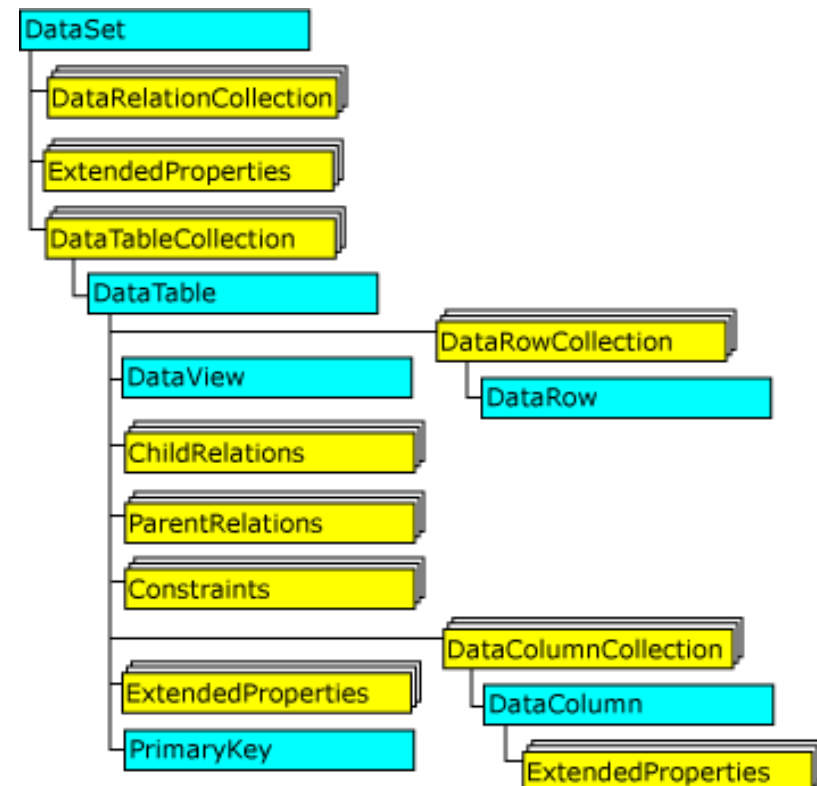 DataSet
DataRelationCollection
ExtendedProperties
DataTableCollection
DataTable
DataRowCollection
DataView
DataRow
ChildRelations
ParentRelations
Constraints
DataColumnCollection
ExtendedProperties
DataColumn
PrimaryKey
ExtendedProperties